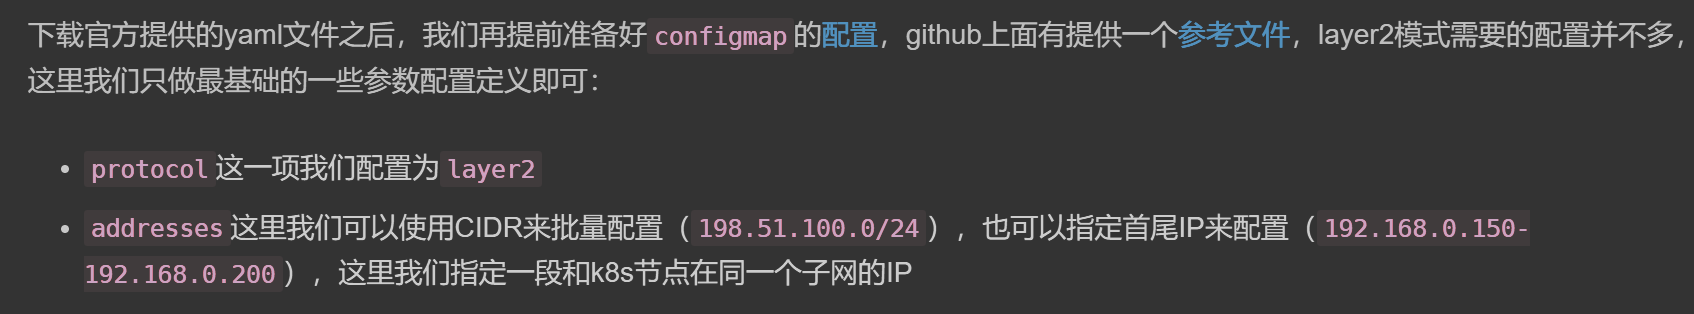 下载官方提供的yaml文件之后，我们再提前准备好configmap的配置，github上面有提供一个参考文件，layer2模式需要的配置并不多，
这里我们只做最基础的一些参数配置定义即可：
• protocol这一项我们配置为layer2
• addresses这里我们可以使用CIDR来批量配置（198.51.100.0/24），也可以指定首尾IP来配置（192.168.0.150-
192.168.0.200），这里我们指定一段和k8s节点在同一个子网的IP